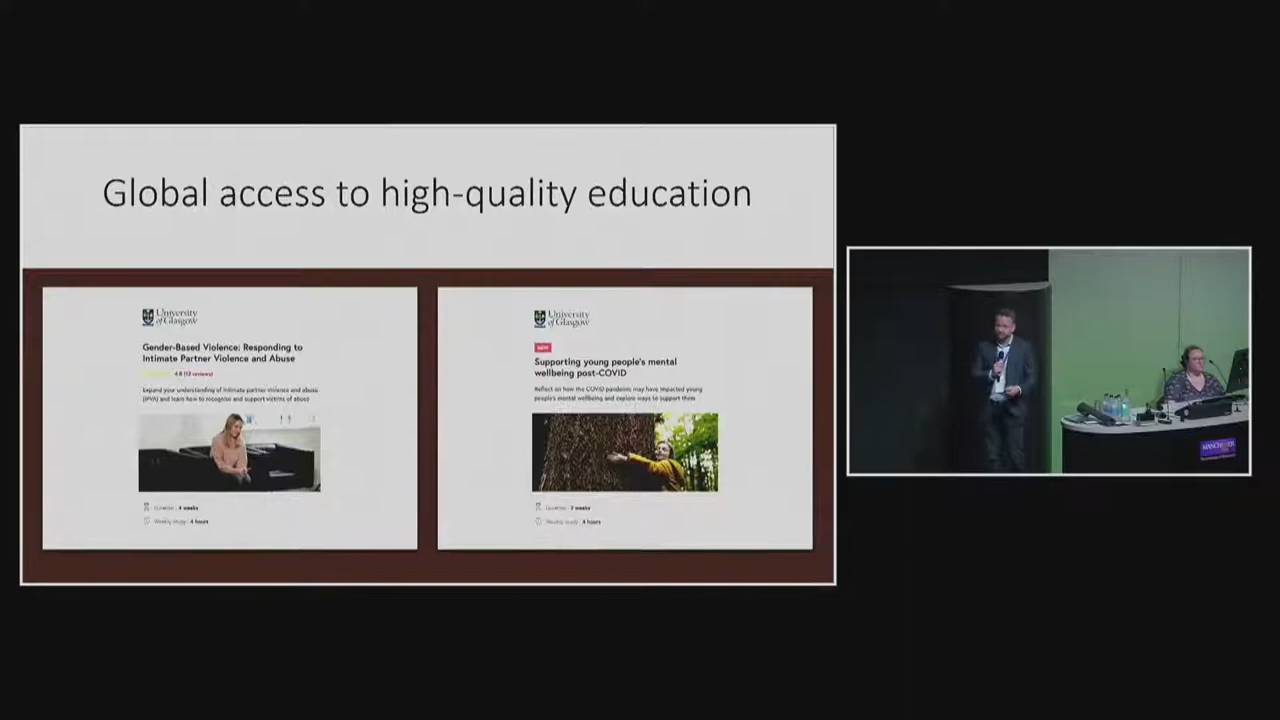 Global access to high-quality education
University
of Glasgow
Gender-Based Violence: Responding to
Intimate Partner Violence and Abuse
4.8 (12 reviews)
Expand your understanding of intimate partner violence and abuse
(IPVA) and learn how to recognise and support victims of abuse
Duration 4 weeks
Weekly study 4 hours
University
of Glasgow
NEW
Supporting young people's mental
wellbeing post-COVID
Reflect on how the COVID pandemic may have impacted young
people's mental wellbeing and explore ways to support them
Duration 2 weeks
Weekly study 4 hours
MANCHESTER